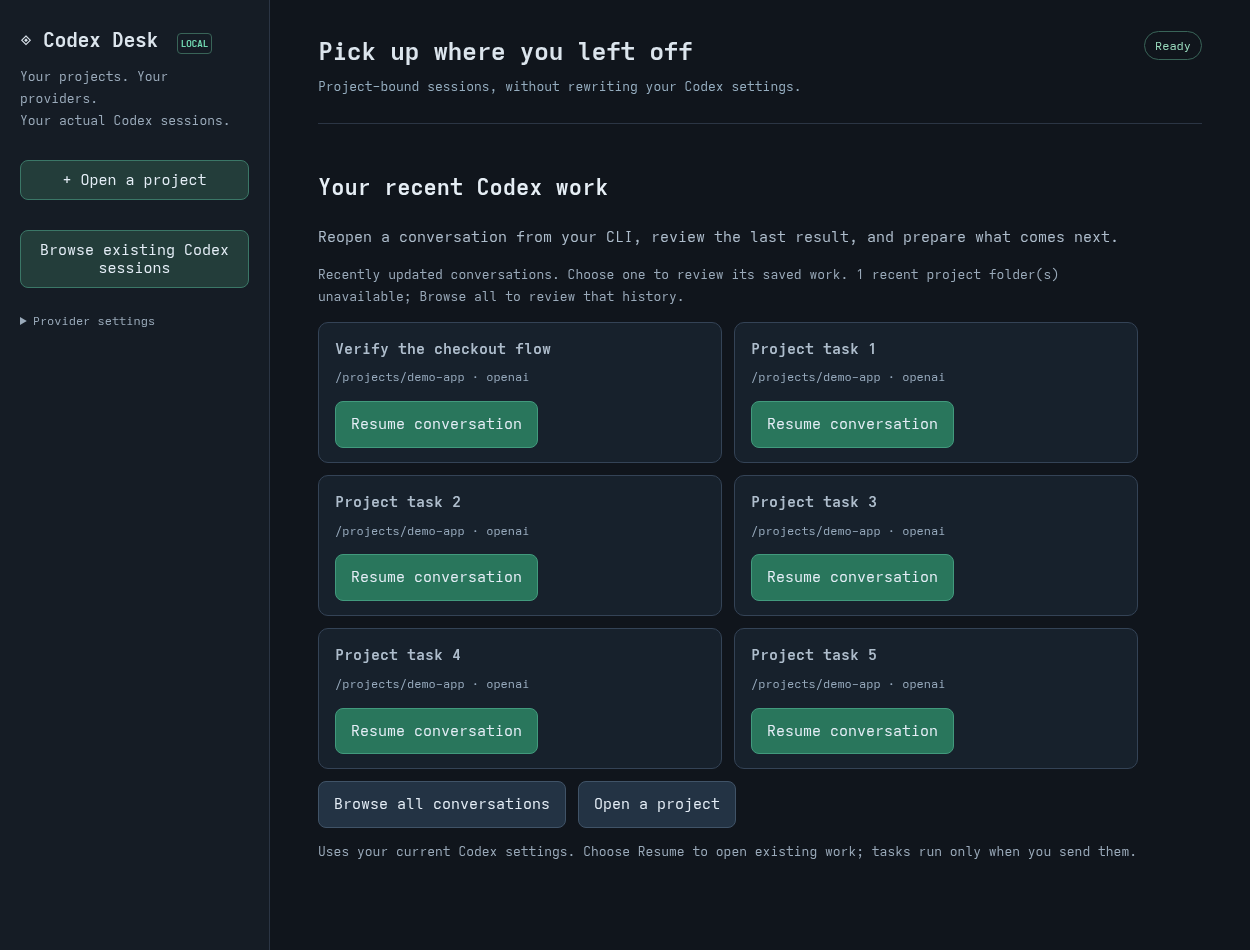 ◈ Codex Desk LOCAL
Your projects. Your
providers.
Your actual Codex sessions.
+ Open a project
Browse existing Codex
sessions
▶ Provider settings
Pick up where you left off
Ready
Project-bound sessions, without rewriting your Codex settings.
Your recent Codex work
Reopen a conversation from your CLI, review the last result, and prepare what comes next.
Recently updated conversations. Choose one to review its saved work. 1 recent project folder(s)
unavailable; Browse all to review that history.
Verify the checkout flow
/projects/demo-app · openai
Resume conversation
Project task 1
/projects/demo-app · openai
Resume conversation
Project task 2
/projects/demo-app · openai
Resume conversation
Project task 3
/projects/demo-app · openai
Resume conversation
Project task 4
/projects/demo-app · openai
Resume conversation
Project task 5
/projects/demo-app · openai
Resume conversation
Browse all conversations
Open a project
Uses your current Codex settings. Choose Resume to open existing work; tasks run only when you send them.